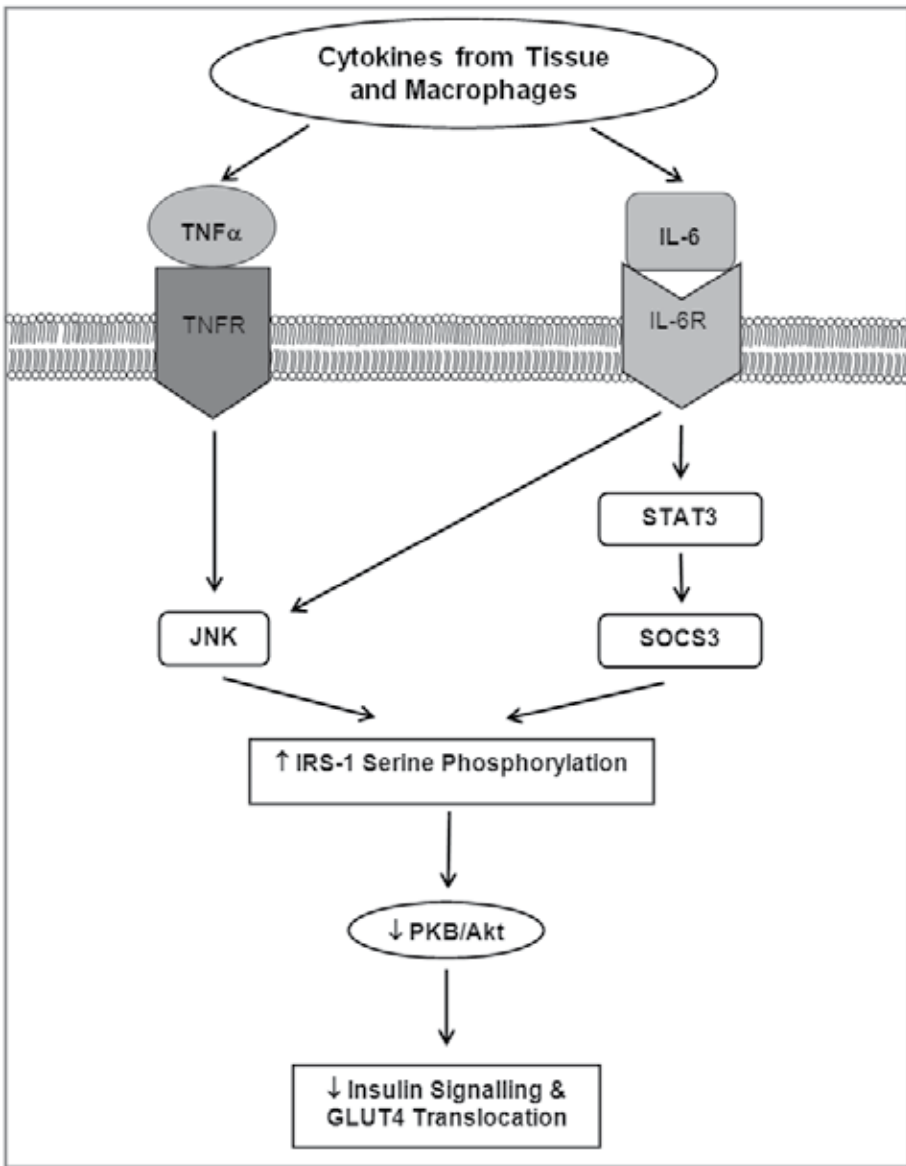 Cytokines from Tissue
and Macrophages
TNFα
IL-6
TNFR
IL-6R
STAT3
JNK
SOCS3
↑ IRS-1 Serine Phosphorylation
↓ PKB/Akt
↓ Insulin Signalling &
GLUT4 Translocation